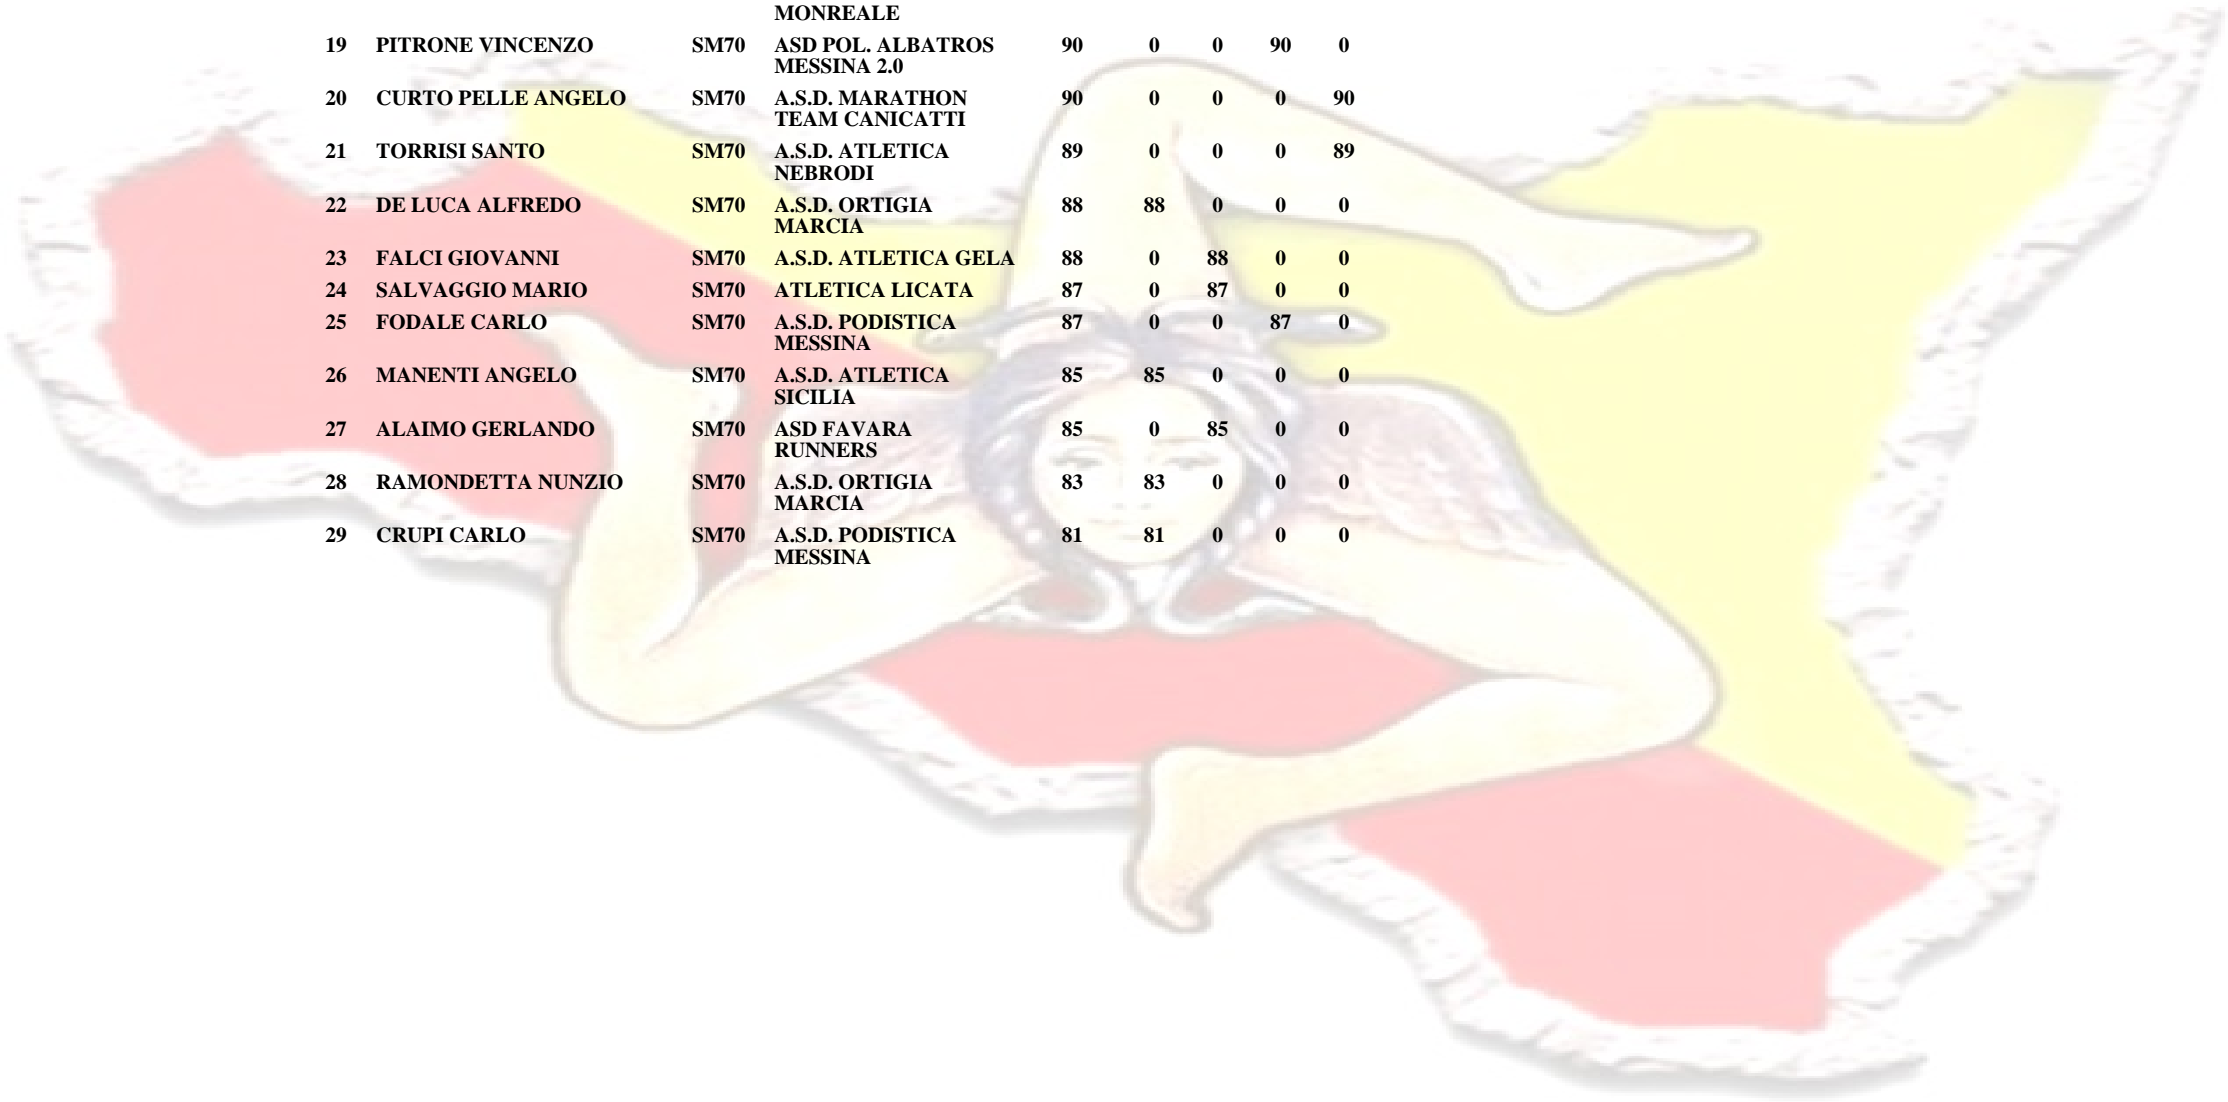 MONREALE
19 PITRONE VINCENZO SM70 ASD POL. ALBATROS 90 0 0 90 0
MESSINA 2.0
20 CURTO PELLE ANGELO SM70 A.S.D. MARATHON 90 0 0 0 90
TEAM CANICATTI
21 TORRISI SANTO SM70 A.S.D. ATLETICA 89 0 0 0 89
NEBRODI
22 DE LUCA ALFREDO SM70 A.S.D. ORTIGIA 88 88 0 0 0
MARCIA
23 FALCI GIOVANNI SM70 A.S.D. ATLETICA GELA 88 0 88 0 0
24 SALVAGGIO MARIO SM70 ATLETICA LICATA 87 0 87 0 0
25 FODALE CARLO SM70 A.S.D. PODISTICA 87 0 0 87 0
MESSINA
26 MANENTI ANGELO SM70 A.S.D. ATLETICA 85 85 0 0 0
SICILIA
27 ALAIMO GERLANDO SM70 ASD FAVARA 85 0 85 0 0
RUNNERS
28 RAMONDETTA NUNZIO SM70 A.S.D. ORTIGIA 83 83 0 0 0
MARCIA
29 CRUPI CARLO SM70 A.S.D. PODISTICA 81 81 0 0 0
MESSINA